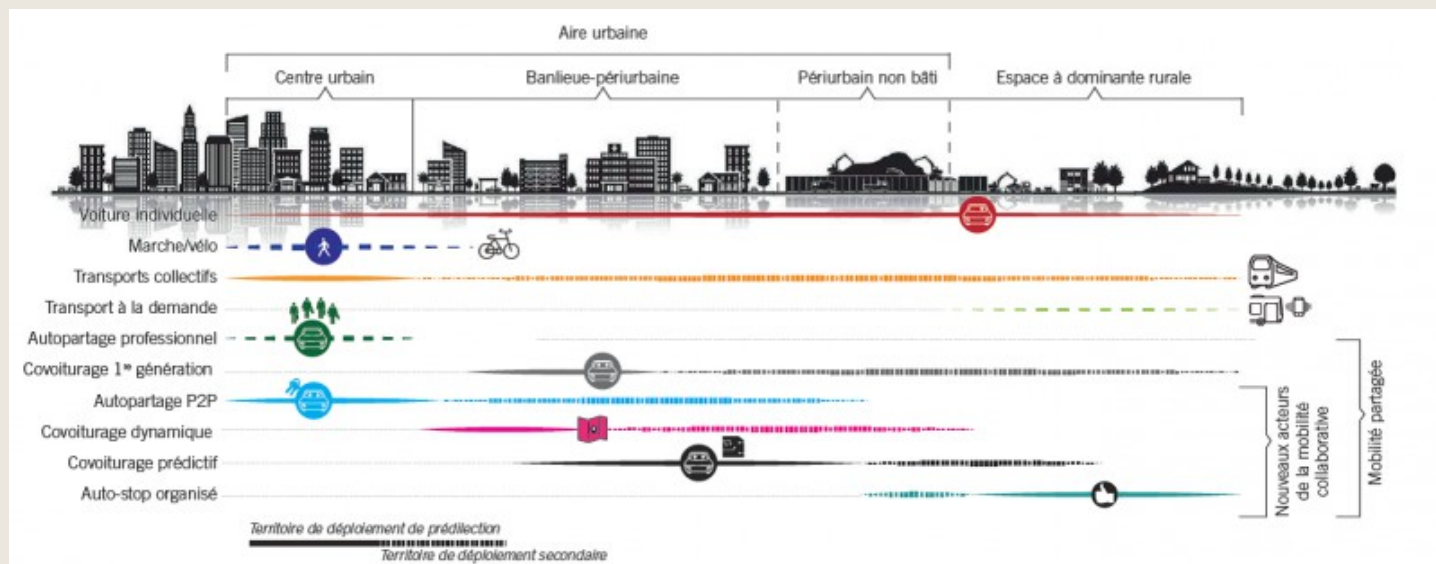 Aire urbaine
Centre urbain
Banlieue-périurbaine
Périurbain non bâti
Espace à dominante rurale
Voiture individuelle
Marche/vélo
Transports collectifs
Transport à la demande
Autopartage professionnel
Covoiturage 1re génération
Autopartage P2P
Covoiturage dynamique
Covoiturage prédictif
Auto-stop organisé
Nouveaux acteurs
de la mobilité
collaborative
Mobilité partagée
Territoire de déploiement de prédilection
Territoire de déploiement secondaire